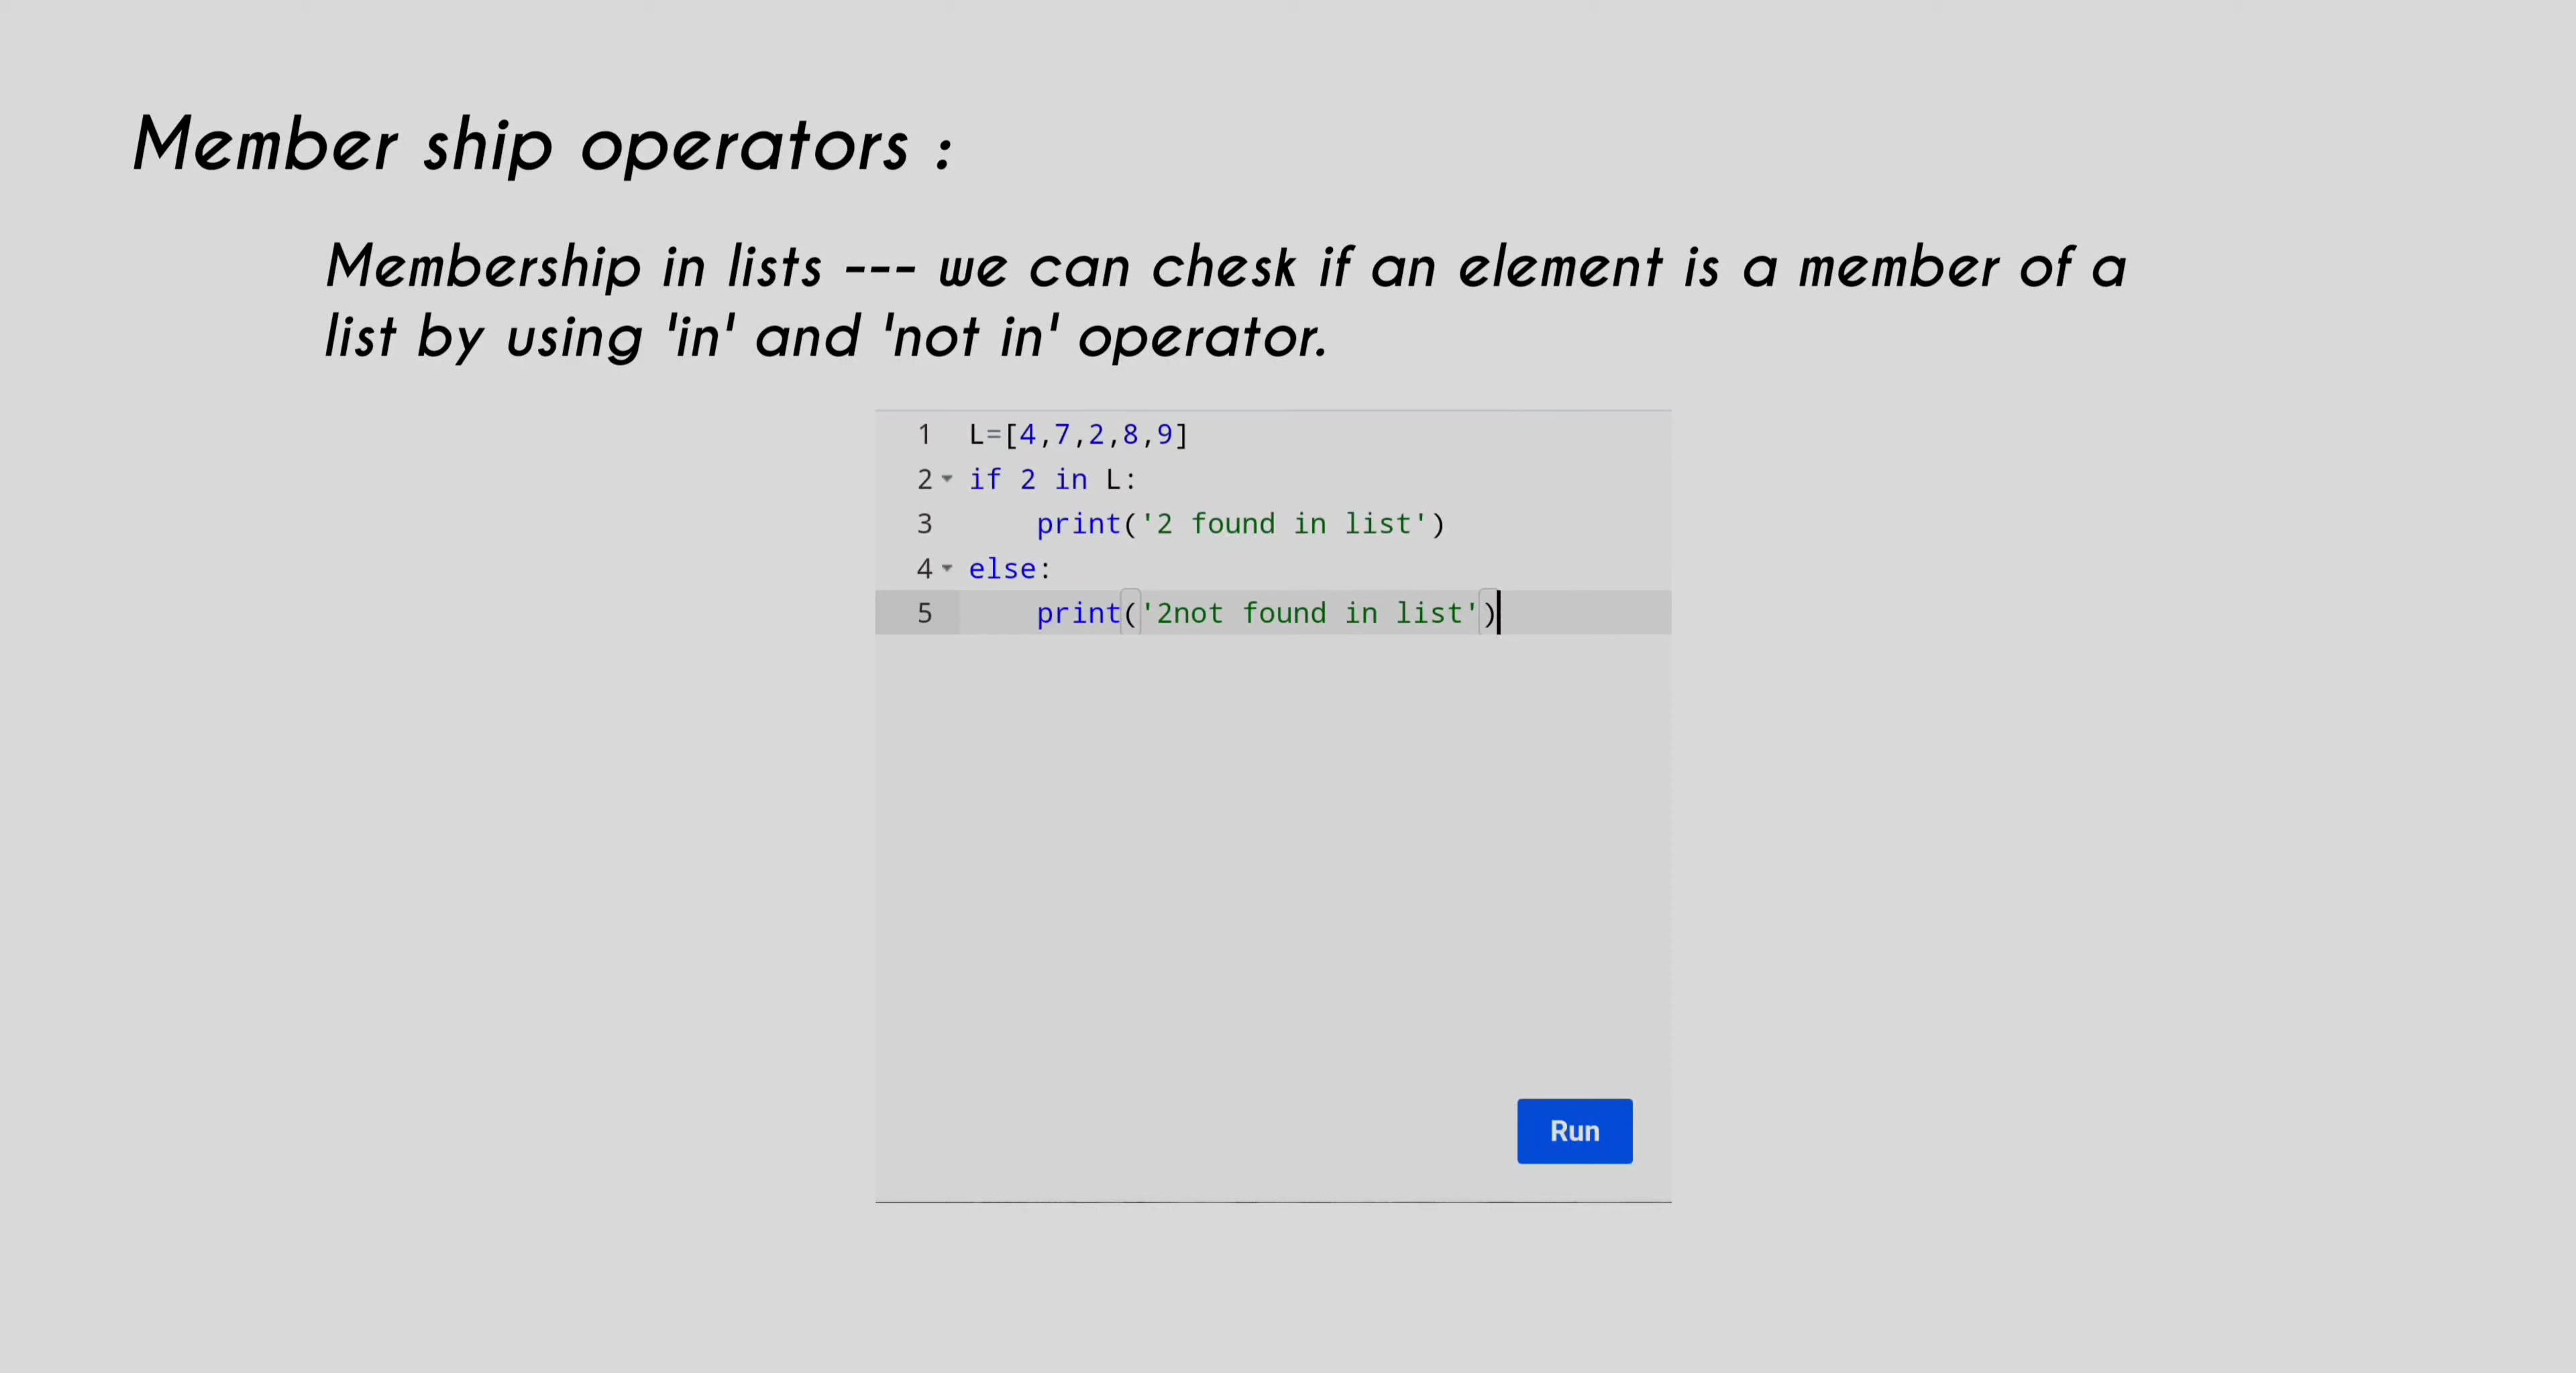 Member ship operators :
Membership in lists --- we can chesk if an element is a member of a
list by using 'in' and 'not in' operator.
1 L=[4,7,2,8,9]
2 if 2 in L:
3     print('2 found in list')
4 else:
5     print('2not found in list')
Run